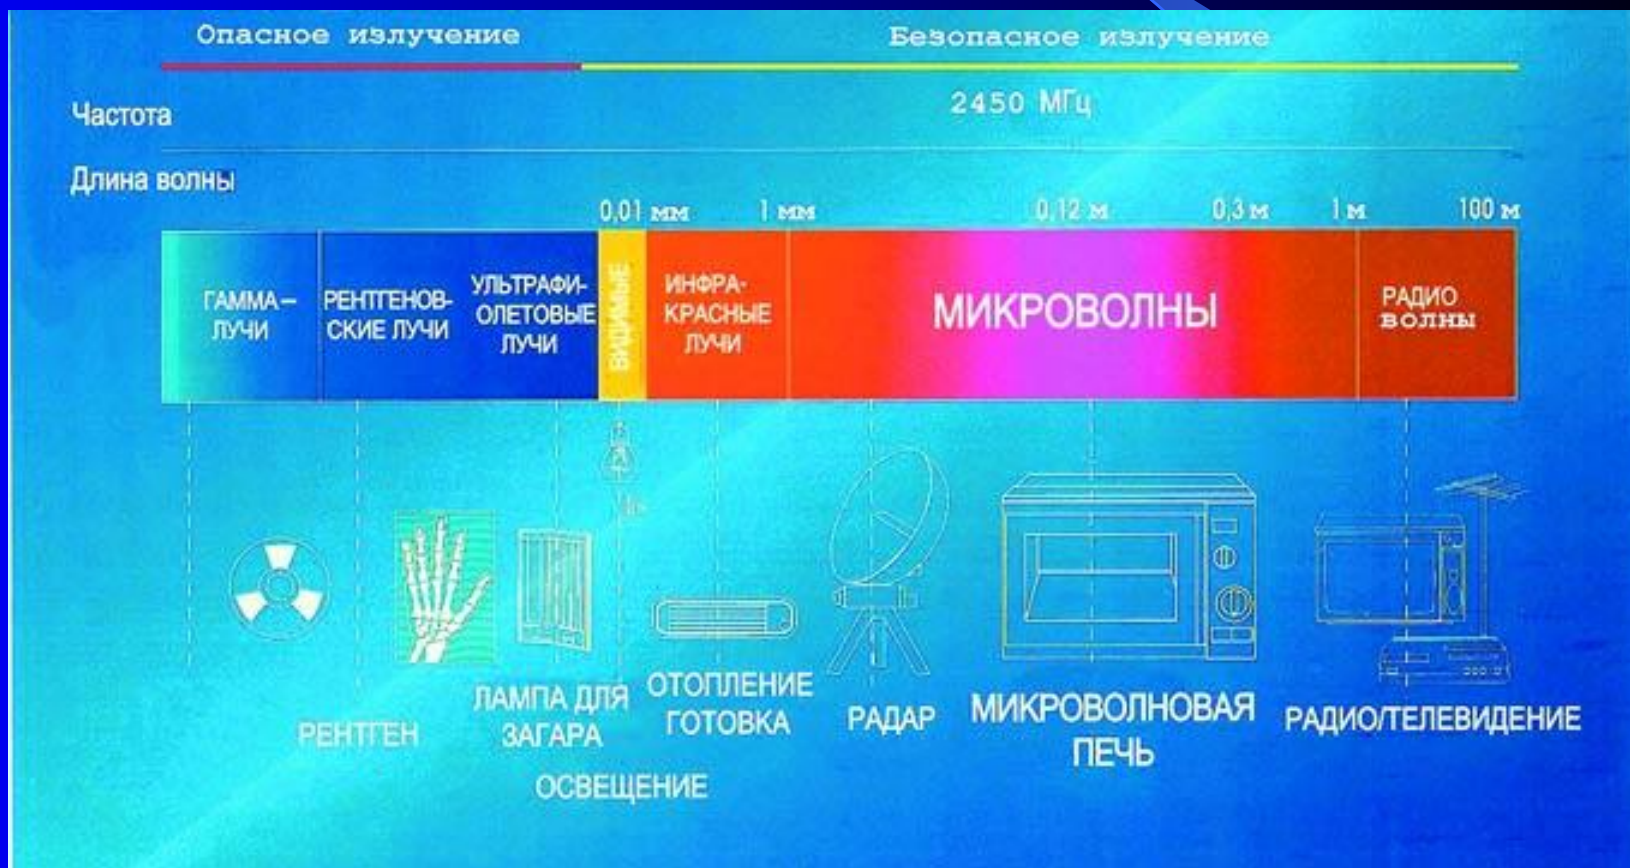 Опасное излучение
Безопасное излучение
Частота
2450 МГц
Длина волны
0,01 мм
1 мм
0,12 м
0,3 м
1 м
100 м
ГАММА–
ЛУЧИ
РЕНТГЕНОВ-
СКИЕ ЛУЧИ
УЛЬТРАФИ-
ОЛЕТОВЫЕ
ЛУЧИ
ВИДИМЫЕ
ИНФРА-
КРАСНЫЕ
ЛУЧИ
МИКРОВОЛНЫ
РАДИО
ВОЛНЫ
РЕНТГЕН
ЛАМПА ДЛЯ
ЗАГАРА
ОСВЕЩЕНИЕ
ОТОПЛЕНИЕ
ГОТОВКА
РАДАР
МИКРОВОЛНОВАЯ
ПЕЧЬ
РАДИО/ТЕЛЕВИДЕНИЕ